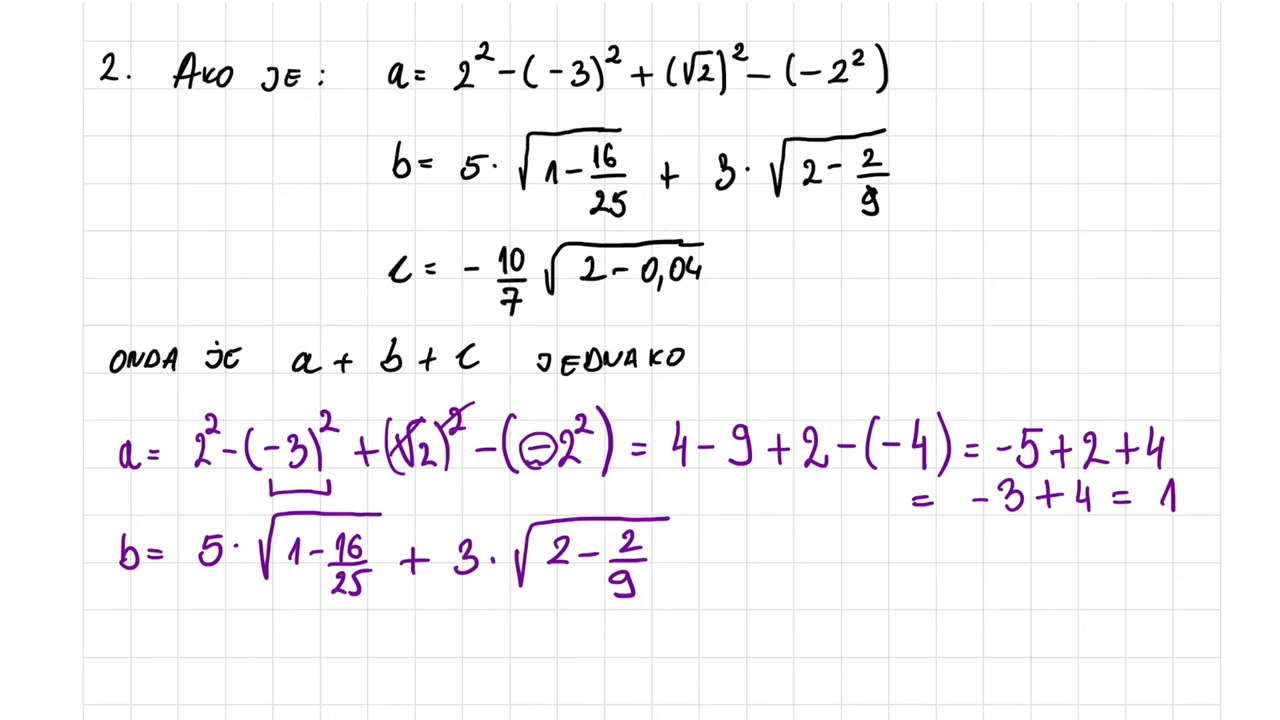 2. AKO JE: a = 2² - (-3)² + (√2)² - (-2²)
b = 5 · √(1 - 16/25) + 3 · √(2 - 2/9)
c = - 10/7 √(2 - 0,04)
ONDA JE a + b + c JEDNAKO
a = 2² - (-3)² + (√2)² - (-2²) = 4 - 9 + 2 - (-4) = -5 + 2 + 4
= -3 + 4 = 1
b = 5 · √(1 - 16/25) + 3 · √(2 - 2/9)